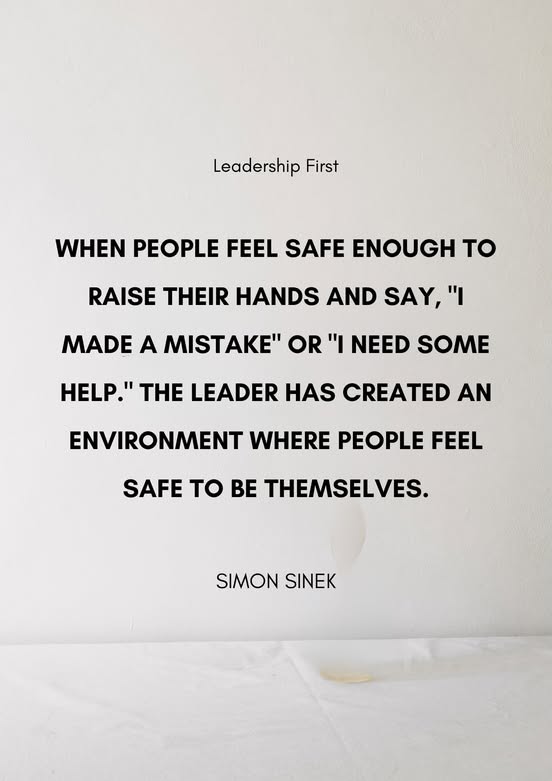 Leadership First
WHEN PEOPLE FEEL SAFE ENOUGH TO
RAISE THEIR HANDS AND SAY, "I
MADE A MISTAKE" OR "I NEED SOME
HELP." THE LEADER HAS CREATED AN
ENVIRONMENT WHERE PEOPLE FEEL
SAFE TO BE THEMSELVES.
SIMON SINEK